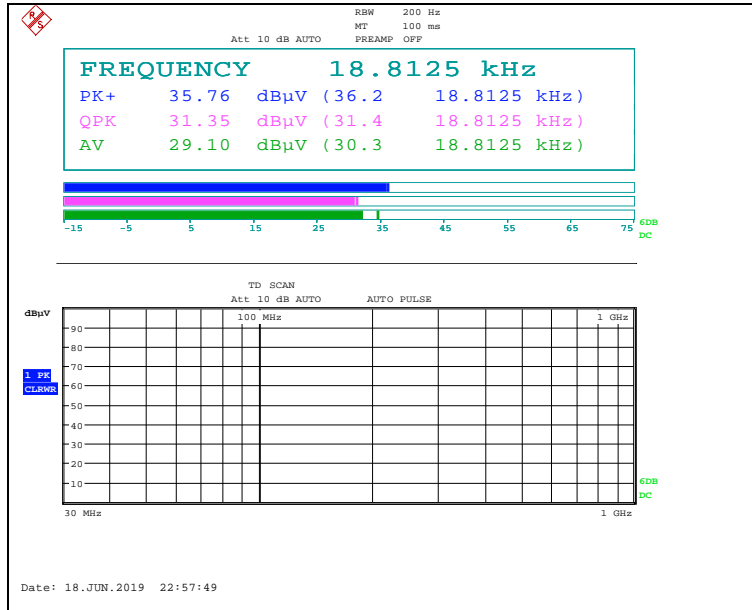 R
S
RBW 200 Hz
MT 100 ms
Att 10 dB AUTO PREAMP OFF
FREQUENCY 18.8125 kHz
PK+ 35.76 dBµV (36.2 18.8125 kHz)
QPK 31.35 dBµV (31.4 18.8125 kHz)
AV 29.10 dBµV (30.3 18.8125 kHz)
-15 -5 5 15 25 35 45 55 65 75
6DB
DC
TD SCAN
Att 10 dB AUTO AUTO PULSE
dBµV
100 MHz 1 GHz
90
80
70
1 PK
CLRWR
60
50
40
30
20
10
6DB
DC
30 MHz 1 GHz
Date: 18.JUN.2019 22:57:49